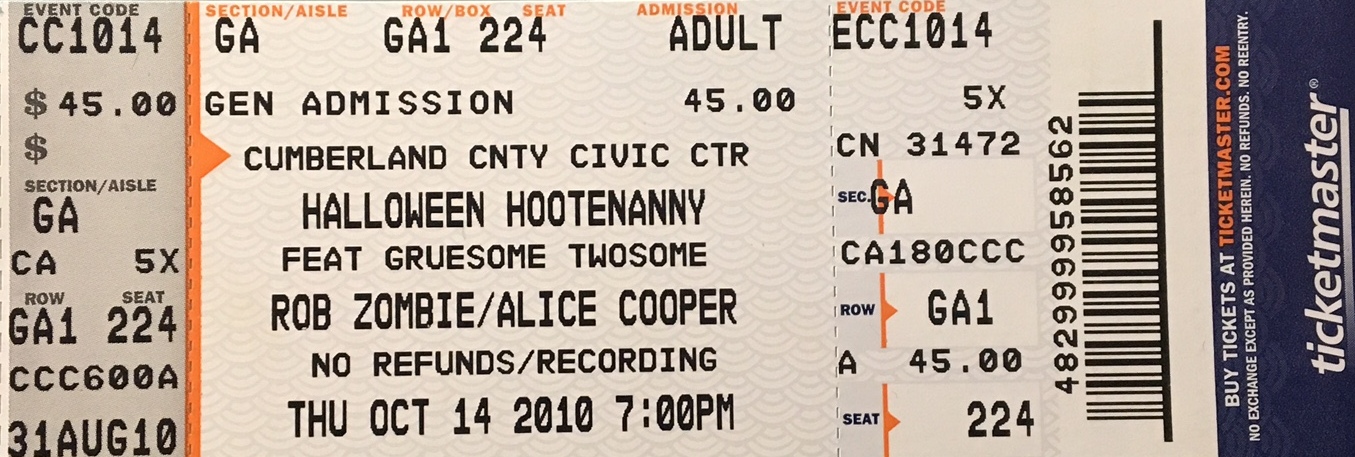 EVENT CODE
CC1014
$ 45.00
$
SECTION/AISLE
GA
CA 5X
ROW SEAT
GA1 224
CCC600A
31AUG10
SECTION/AISLE ROW/BOX SEAT ADMISSION
GA GA1 224 ADULT
GEN ADMISSION 45.00
CUMBERLAND CNTY CIVIC CTR
HALLOWEEN HOOTENANNY
FEAT GRUESOME TWOSOME
ROB ZOMBIE/ALICE COOPER
NO REFUNDS/RECORDING
THU OCT 14 2010 7:00PM
EVENT CODE
ECC1014
5X
CN 31472
SEC. GA
CA180CCC
ROW GA1
A 45.00
SEAT 224
482999958562
BUY TICKETS AT TICKETMASTER.COM
NO EXCHANGE EXCEPT AS PROVIDED HEREIN. NO REFUNDS. NO REENTRY.
ticketmaster®